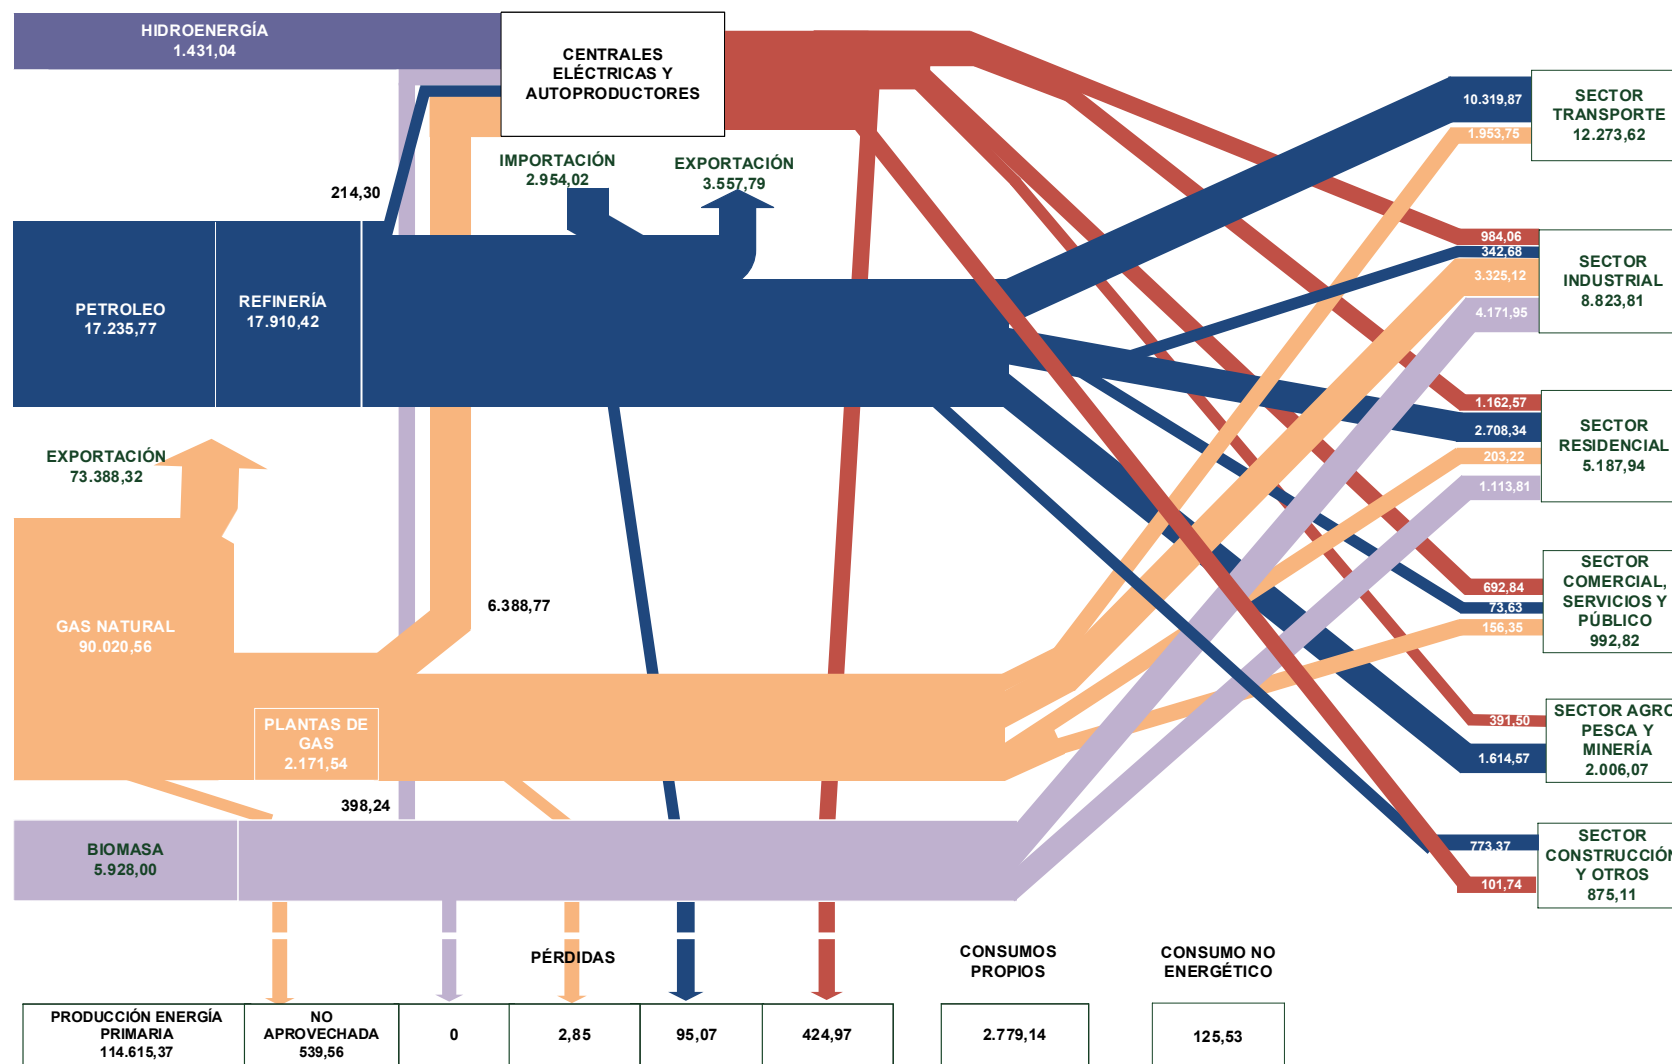 HIDROENERGÍA
1.431,04
CENTRALES
ELÉCTRICAS Y
AUTOPRODUCTORES
IMPORTACIÓN
2.954,02
EXPORTACIÓN
3.557,79
214,30
PETROLEO
17.235,77
REFINERÍA
17.910,42
EXPORTACIÓN
73.388,32
GAS NATURAL
90.020,56
6.388,77
PLANTAS DE
GAS
2.171,54
398,24
BIOMASA
5.928,00
10.319,87
1.953,75
SECTOR
TRANSPORTE
12.273,62
984,06
342,68
3.325,12
4.171,95
SECTOR
INDUSTRIAL
8.823,81
1.162,57
2.708,34
203,22
1.113,81
SECTOR
RESIDENCIAL
5.187,94
692,84
73,63
156,35
SECTOR
COMERCIAL,
SERVICIOS Y
PÚBLICO
992,82
391,50
1.614,57
SECTOR AGRO
PESCA Y
MINERÍA
2.006,07
773,37
101,74
SECTOR
CONSTRUCCIÓN
Y OTROS
875,11
PÉRDIDAS
CONSUMOS
PROPIOS
CONSUMO NO
ENERGÉTICO
PRODUCCIÓN ENERGÍA
PRIMARIA
114.615,37
NO
APROVECHADA
539,56
0
2,85
95,07
424,97
2.779,14
125,53